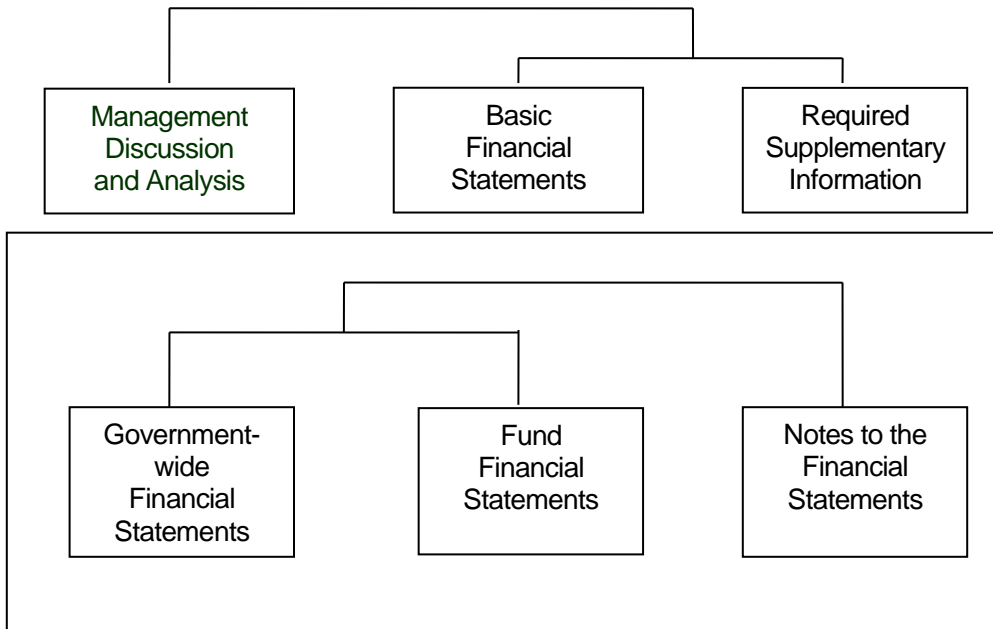 Management
Discussion
and Analysis
Basic
Financial
Statements
Required
Supplementary
Information
Government-
wide
Financial
Statements
Fund
Financial
Statements
Notes to the
Financial
Statements